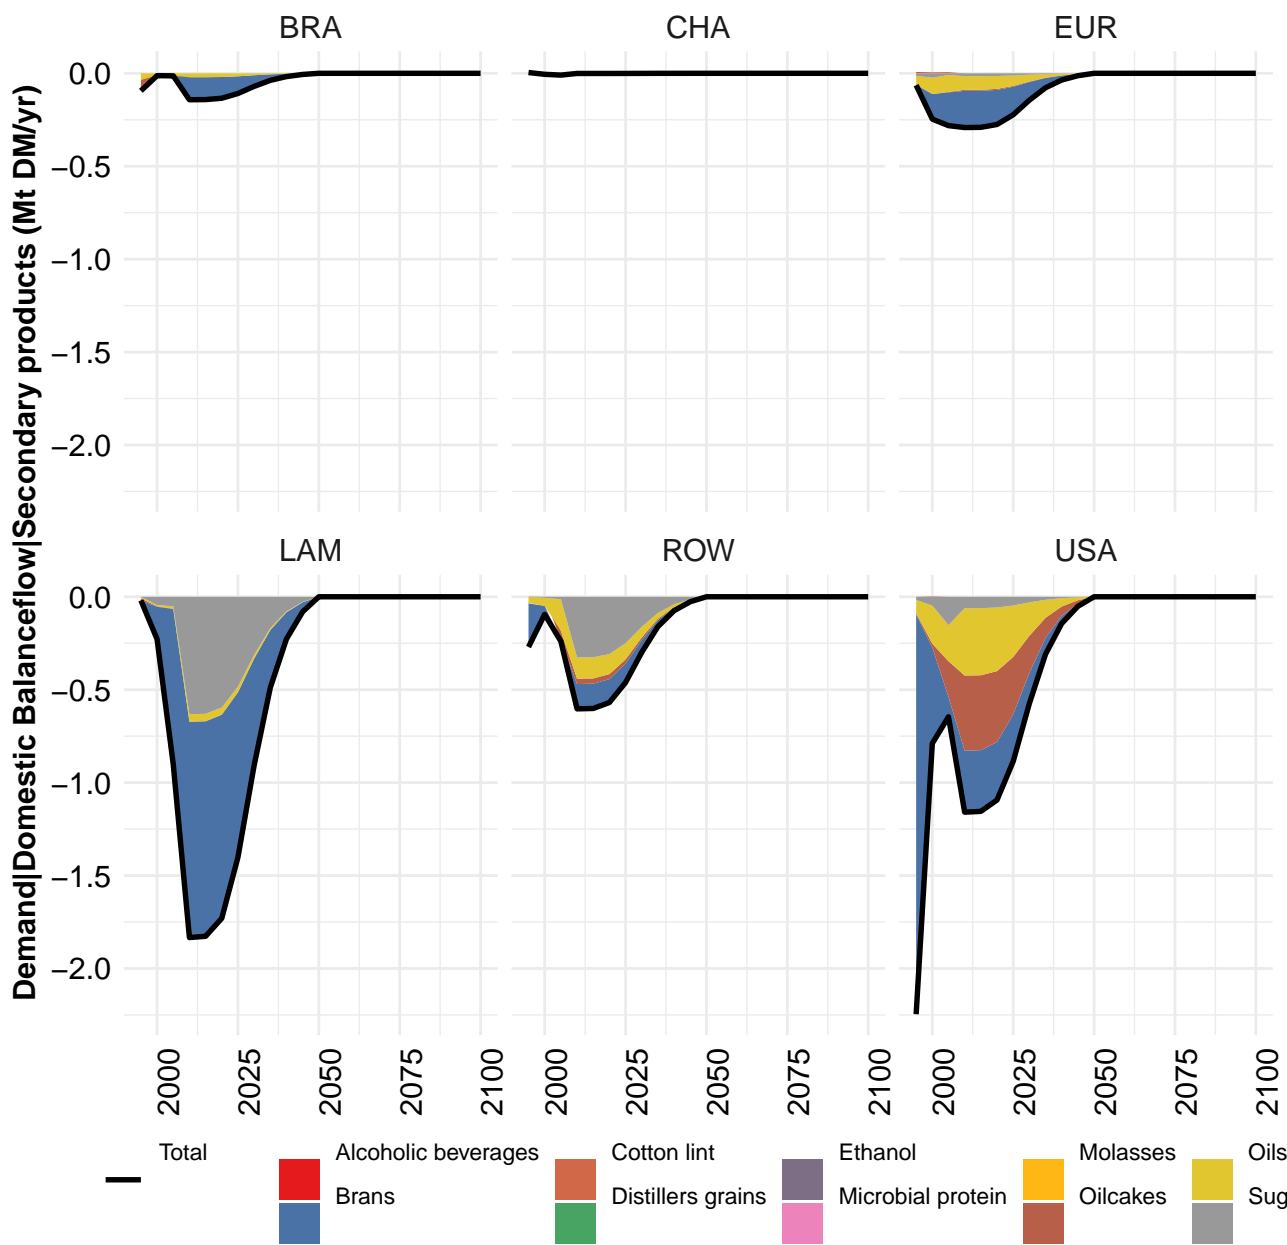 BRA CHA EUR
Demand|Domestic Balanceflow|Secondary products (Mt DM/yr)
0.0
−0.5
−1.0
−1.5
−2.0
LAM ROW USA
0.0
−0.5
−1.0
−1.5
−2.0
2000 2025 2050 2075 2100 2000 2025 2050 2075 2100 2000 2025 2050 2075 2100
Total Alcoholic beverages Cotton lint Ethanol Molasses Oils
Brans Distillers grains Microbial protein Oilcakes Sug